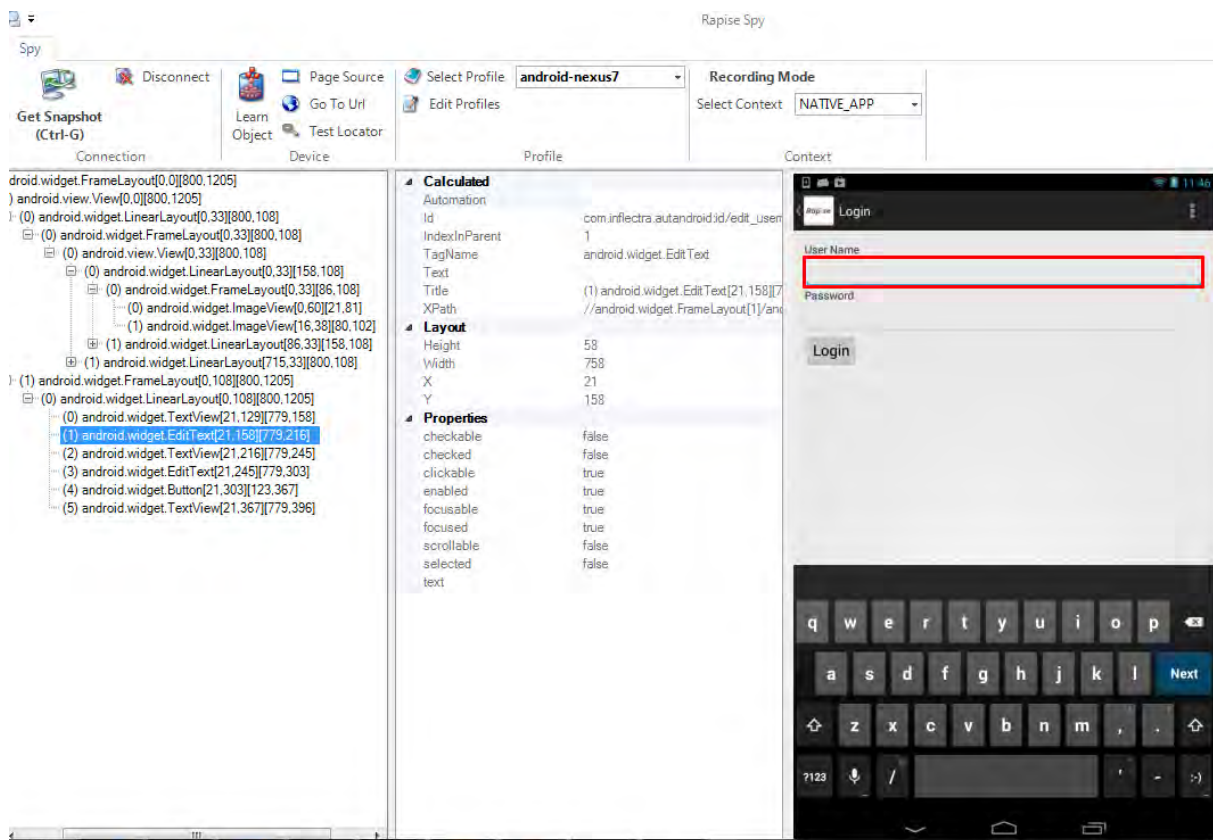 Rapise Spy
Spy
Get Snapshot
(Ctrl-G)
Disconnect
Connection
Learn
Object
Page Source
Go To Url
Test Locator
Device
Select Profile android-nexus7
Edit Profiles
Profile
Recording Mode
Select Context NATIVE_APP
Context
droid.widget.FrameLayout[0,0][800,1205]
) android.view.View[0,0][800,1205]
(0) android.widget.LinearLayout[0,33][800,108]
(0) android.widget.FrameLayout[0,33][800,108]
(0) android.view.View[0,33][800,108]
(0) android.widget.LinearLayout[0,33][158,108]
(0) android.widget.FrameLayout[0,33][86,108]
(0) android.widget.ImageView[0,60][21,81]
(1) android.widget.ImageView[16,38][80,102]
(1) android.widget.LinearLayout[86,33][158,108]
(1) android.widget.LinearLayout[715,33][800,108]
(1) android.widget.FrameLayout[0,108][800,1205]
(0) android.widget.LinearLayout[0,108][800,1205]
(0) android.widget.TextView[21,129][779,158]
(1) android.widget.EditText[21,158][779,216]
(2) android.widget.TextView[21,216][779,245]
(3) android.widget.EditText[21,245][779,303]
(4) android.widget.Button[21,303][123,367]
(5) android.widget.TextView[21,367][779,396]
Calculated
Automation
Id com.inflectra.autandroid:id/edit_usern
IndexInParent 1
TagName android.widget.EditText
Text
Title (1) android.widget.EditText[21,158][7
XPath //android.widget.FrameLayout[1]/and
Layout
Height 58
Width 758
X 21
Y 158
Properties
checkable false
checked false
clickable true
enabled true
focusable true
focused true
scrollable false
selected false
text
11:46
Rapise Login
User Name
Password
Login
q w e r t y u i o p
a s d f g h j k l Next
z x c v b n m , .
?123 / ' - :-)